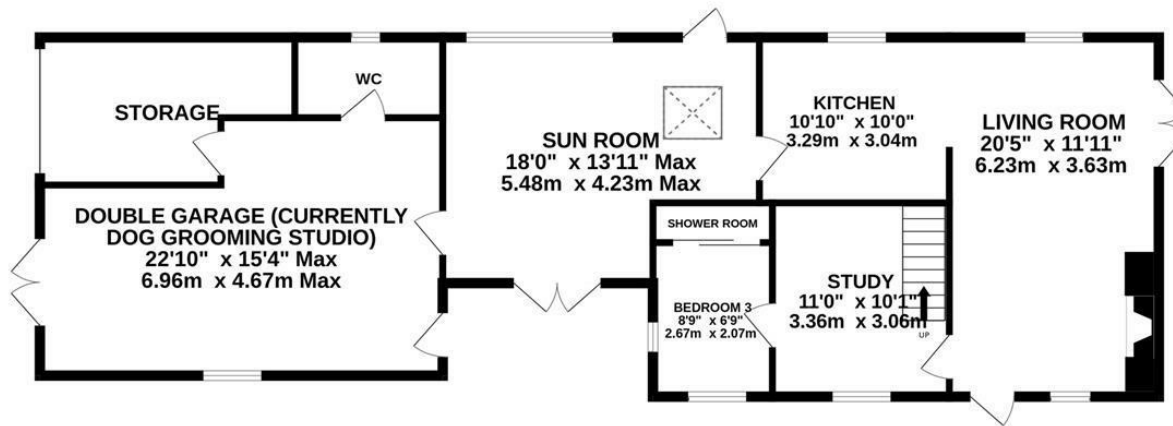 STORAGE
WC
DOUBLE GARAGE (CURRENTLY
DOG GROOMING STUDIO)
22'10" x 15'4" Max
6.96m x 4.67m Max
SUN ROOM
18'0" x 13'11" Max
5.48m x 4.23m Max
KITCHEN
10'10" x 10'0"
3.29m x 3.04m
LIVING ROOM
20'5" x 11'11"
6.23m x 3.63m
SHOWER ROOM
BEDROOM 3
8'9" x 6'9"
2.67m x 2.07m
STUDY
11'0" x 10'1"
3.36m x 3.06m
UP